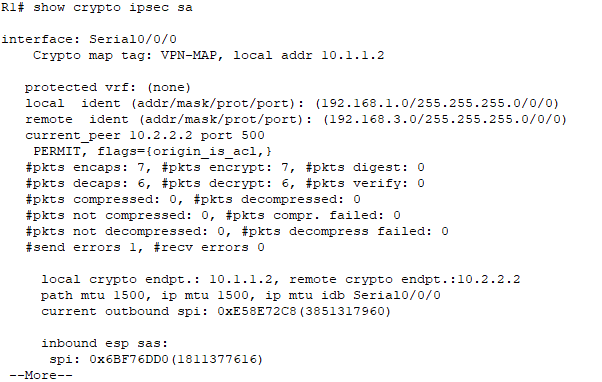 R1# show crypto ipsec sa
interface: Serial0/0/0
Crypto map tag: VPN-MAP, local addr 10.1.1.2
protected vrf: (none)
local  ident (addr/mask/prot/port): (192.168.1.0/255.255.255.0/0/0)
remote  ident (addr/mask/prot/port): (192.168.3.0/255.255.255.0/0/0)
current_peer 10.2.2.2 port 500
PERMIT, flags={origin_is_acl,}
#pkts encaps: 7, #pkts encrypt: 7, #pkts digest: 0
#pkts decaps: 6, #pkts decrypt: 6, #pkts verify: 0
#pkts compressed: 0, #pkts decompressed: 0
#pkts not compressed: 0, #pkts compr. failed: 0
#pkts not decompressed: 0, #pkts decompress failed: 0
#send errors 1, #recv errors 0
local crypto endpt.: 10.1.1.2, remote crypto endpt.:10.2.2.2
path mtu 1500, ip mtu 1500, ip mtu idb Serial0/0/0
current outbound spi: 0xE58E72C8(3851317960)
inbound esp sas:
spi: 0x6BF76DD0(1811377616)
--More--